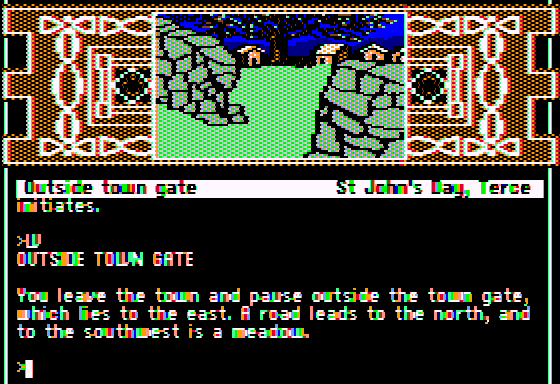 Outside town gate St John's Day, Terce
initiates.
>W
OUTSIDE TOWN GATE
You leave the town and pause outside the town gate,
which lies to the east. A road leads to the north, and
to the southwest is a meadow.
>